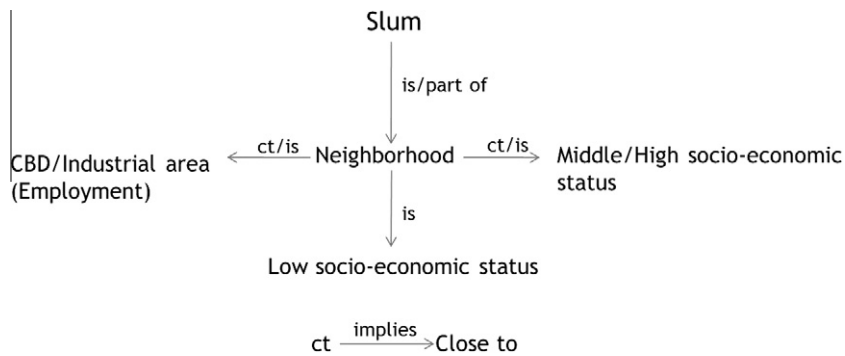 Slum
is/part of
CBD/Industrial area
(Employment)
ct/is
Neighborhood
ct/is
Middle/High socio-economic
status
is
Low socio-economic status
ct
implies
Close to